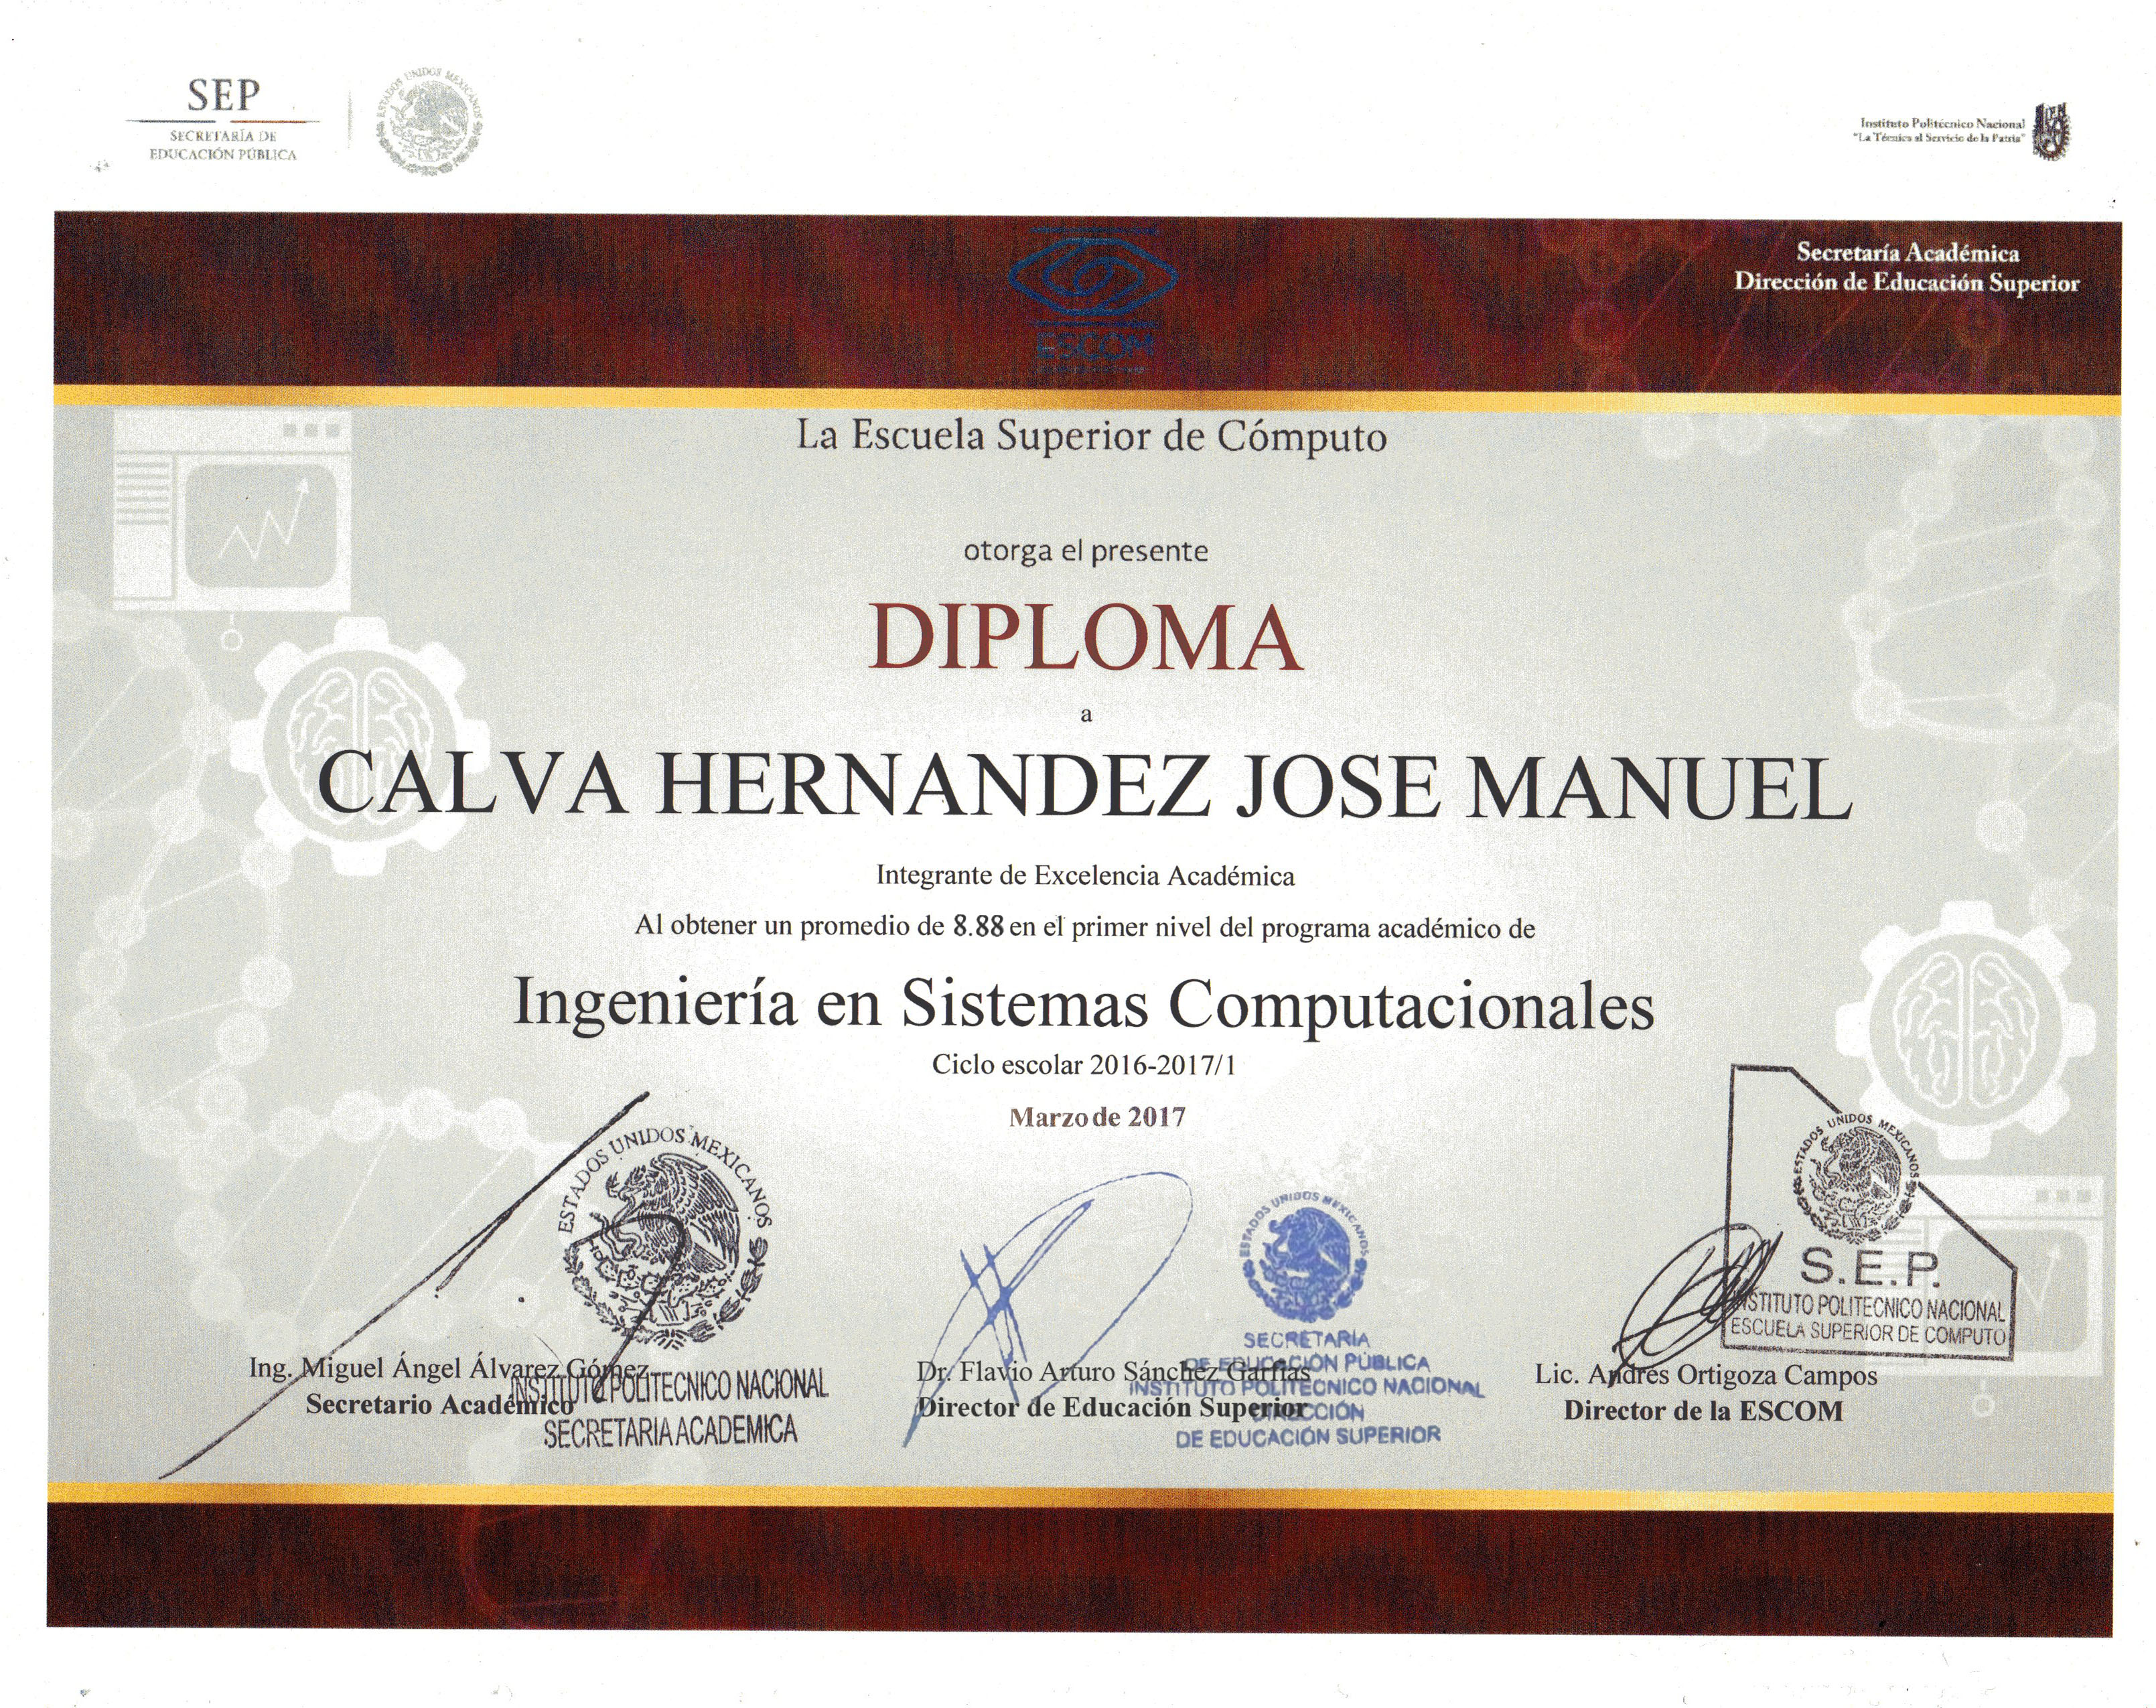 SEP
SECRETARÍA DE
EDUCACIÓN PÚBLICA
ESTADOS UNIDOS MEXICANOS
Instituto Politécnico Nacional
"La Técnica al Servicio de la Patria"
Secretaría Académica
Dirección de Educación Superior
ESCOM
La Escuela Superior de Cómputo
otorga el presente
DIPLOMA
a
CALVA HERNANDEZ JOSE MANUEL
Integrante de Excelencia Académica
Al obtener un promedio de 8.88 en el primer nivel del programa académico de
Ingeniería en Sistemas Computacionales
Ciclo escolar 2016-2017/1
Marzo de 2017
ESTADOS UNIDOS MEXICANOS
INSTITUTO POLITECNICO NACIONAL
SECRETARIA ACADEMICA
Ing. Miguel Ángel Álvarez Gómez
Secretario Académico
ESTADOS UNIDOS MEXICANOS
SECRETARÍA
DE EDUCACIÓN PÚBLICA
INSTITUTO POLITECNICO NACIONAL
DIRECCIÓN
DE EDUCACIÓN SUPERIOR
Dr. Flavio Arturo Sánchez Garfias
Director de Educación Superior
ESTADOS UNIDOS MEXICANOS
S.E.P.
INSTITUTO POLITECNICO NACIONAL
ESCUELA SUPERIOR DE COMPUTO
Lic. Andrés Ortigoza Campos
Director de la ESCOM